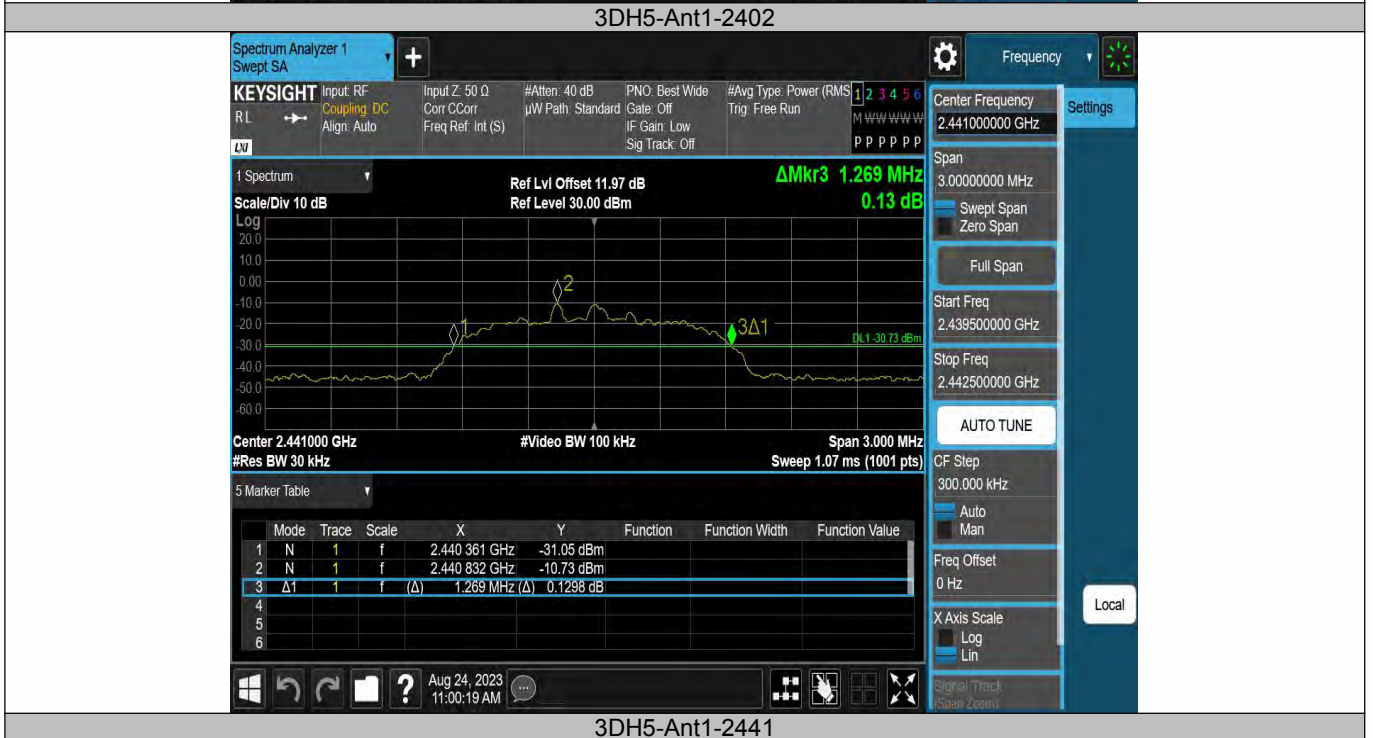 3DH5-Ant1-2402
Spectrum Analyzer 1
Swept SA
+
Frequency
KEYSIGHT
RL
LXI
Input: RF
Coupling: DC
Align: Auto
Input Z: 50 Ω
Corr CCorr
Freq Ref: Int (S)
#Atten: 40 dB
µW Path: Standard
PNO: Best Wide
Gate: Off
IF Gain: Low
Sig Track: Off
#Avg Type: Power (RMS
Trig: Free Run
1 2 3 4 5 6
M W W W W W
P P P P P P
Center Frequency
2.441000000 GHz
Settings
Span
3.00000000 MHz
Swept Span
Zero Span
Full Span
Start Freq
2.439500000 GHz
Stop Freq
2.442500000 GHz
AUTO TUNE
CF Step
300.000 kHz
Auto
Man
Freq Offset
0 Hz
X Axis Scale
Log
Lin
Signal Track
(Span Zoom)
Local
1 Spectrum
Scale/Div 10 dB
Ref Lvl Offset 11.97 dB
Ref Level 30.00 dBm
ΔMkr3 1.269 MHz
0.13 dB
Log
20.0
10.0
0.00
-10.0
-20.0
-30.0
-40.0
-50.0
-60.0
1
2
3Δ1
DL1 -30.73 dBm
Center 2.441000 GHz
#Res BW 30 kHz
#Video BW 100 kHz
Span 3.000 MHz
Sweep 1.07 ms (1001 pts)
5 Marker Table
Mode Trace Scale X Y Function Function Width Function Value
1 N 1 f 2.440 361 GHz -31.05 dBm
2 N 1 f 2.440 832 GHz -10.73 dBm
3 Δ1 1 f (Δ) 1.269 MHz (Δ) 0.1298 dB
4
5
6
?
Aug 24, 2023
11:00:19 AM
3DH5-Ant1-2441